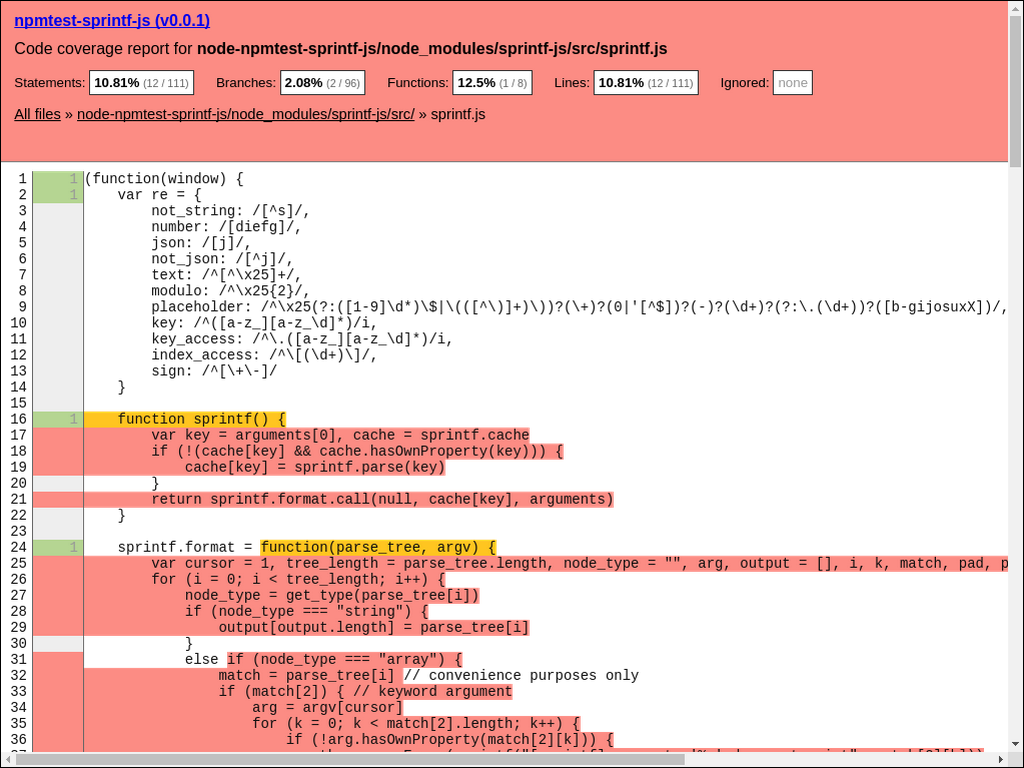 npmtest-sprintf-js (v0.0.1)
Code coverage report for node-npmtest-sprintf-js/node_modules/sprintf-js/src/sprintf.js
Statements: 10.81% (12 / 111) Branches: 2.08% (2 / 96) Functions: 12.5% (1 / 8) Lines: 10.81% (12 / 111) Ignored: none
All files » node-npmtest-sprintf-js/node_modules/sprintf-js/src/ » sprintf.js
1 1 (function(window) {
2 1     var re = {
3         not_string: /[^s]/,
4         number: /[diefg]/,
5         json: /[j]/,
6         not_json: /[^j]/,
7         text: /^[^\x25]+/,
8         modulo: /^\x25{2}/,
9         placeholder: /^\x25(?:([1-9]\d*)\$|\(([^\)]+)\))?(\+)?(0|'[^$])?(-)?(\d+)?(?:\.(\d+))?([b-gijosuxX])/,
10         key: /^([a-z_][a-z_\d]*)/i,
11         key_access: /^\.([a-z_][a-z_\d]*)/i,
12         index_access: /^\[(\d+)\]/,
13         sign: /^[\+\-]/
14     }
15
16 1     function sprintf() {
17         var key = arguments[0], cache = sprintf.cache
18         if (!(cache[key] && cache.hasOwnProperty(key))) {
19             cache[key] = sprintf.parse(key)
20         }
21         return sprintf.format.call(null, cache[key], arguments)
22     }
23
24 1     sprintf.format = function(parse_tree, argv) {
25         var cursor = 1, tree_length = parse_tree.length, node_type = "", arg, output = [], i, k, match, pad, p
26         for (i = 0; i < tree_length; i++) {
27             node_type = get_type(parse_tree[i])
28             if (node_type === "string") {
29                 output[output.length] = parse_tree[i]
30             }
31             else if (node_type === "array") {
32                 match = parse_tree[i] // convenience purposes only
33                 if (match[2]) { // keyword argument
34                     arg = argv[cursor]
35                     for (k = 0; k < match[2].length; k++) {
36                         if (!arg.hasOwnProperty(match[2][k])) {